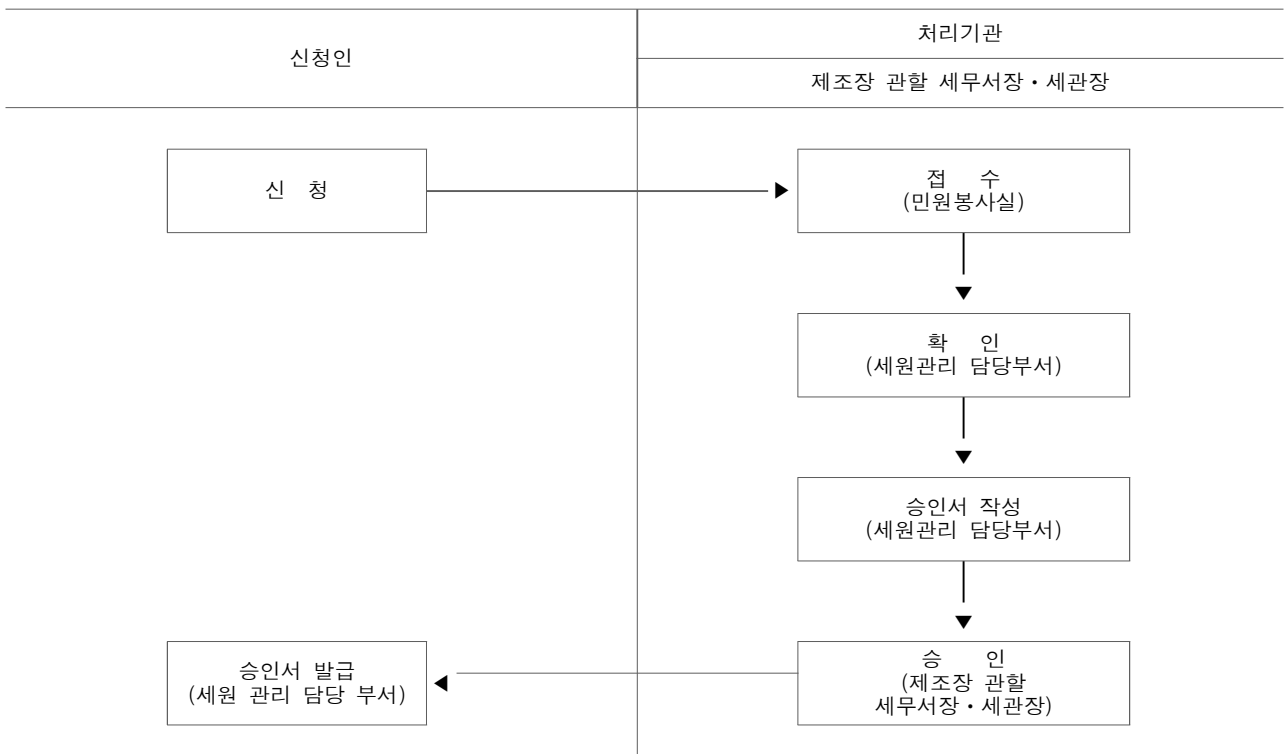 신청인
처리기관
제조장 관할 세무서장・세관장
신 청
접 수
(민원봉사실)
확 인
(세원관리 담당부서)
승인서 작성
(세원관리 담당부서)
승인서 발급
(세원 관리 담당 부서)
승 인
(제조장 관할
세무서장・세관장)